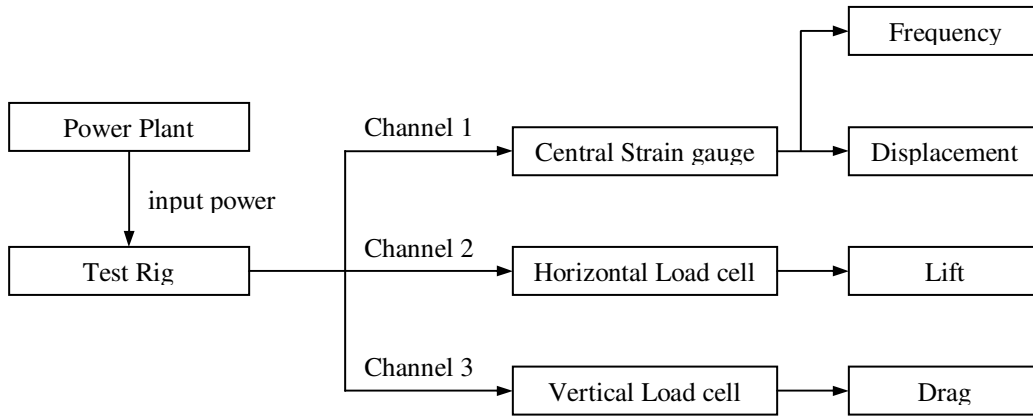 Frequency
Power Plant
Channel 1
Central Strain gauge
Displacement
input power
Channel 2
Test Rig
Horizontal Load cell
Lift
Channel 3
Vertical Load cell
Drag